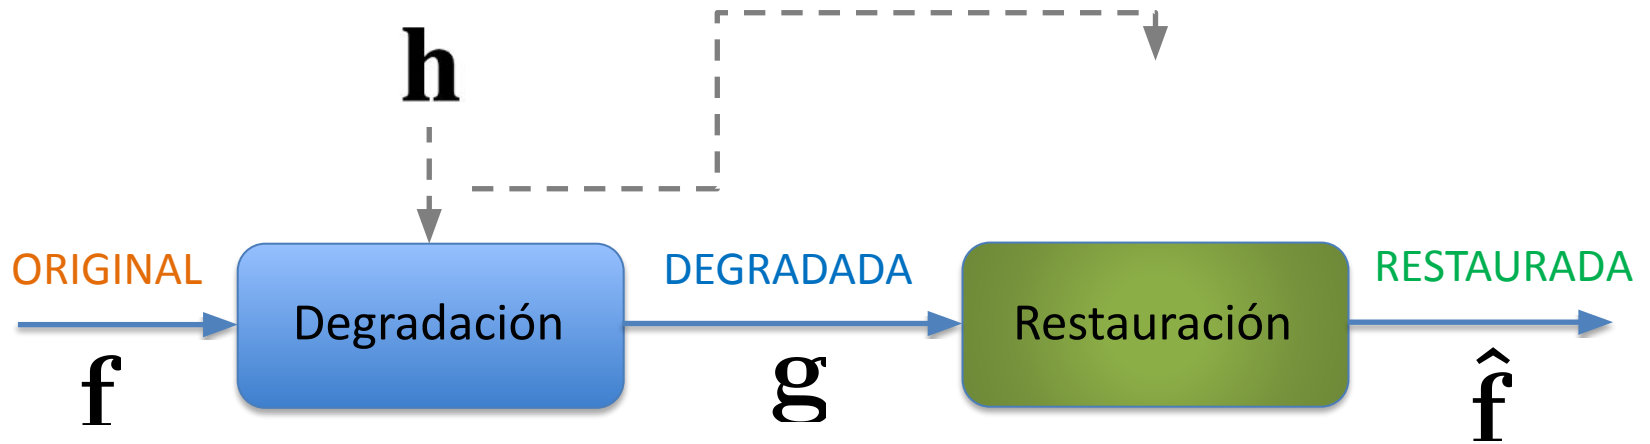 h
ORIGINAL
DEGRADADA
RESTAURADA
Degradación
Restauración
f
g
f̂